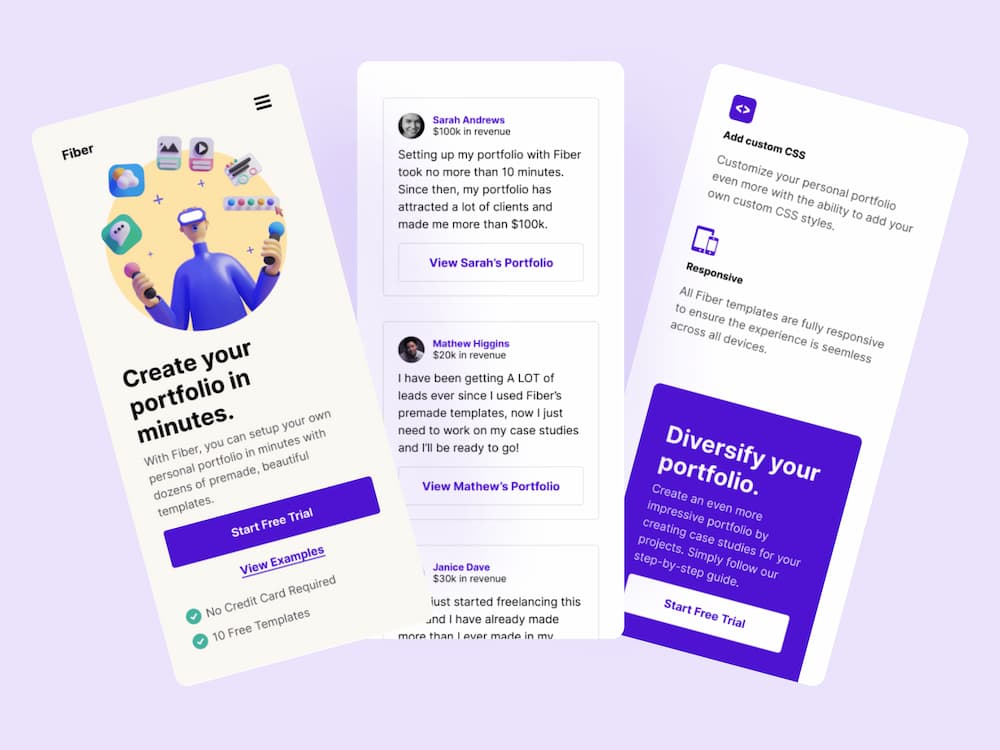 Fiber
Create your
portfolio in
minutes.
With Fiber, you can setup your own
personal portfolio in minutes with
dozens of premade, beautiful
templates.
Start Free Trial
View Examples
No Credit Card Required
10 Free Templates
Sarah Andrews
$100k in revenue
Setting up my portfolio with Fiber
took no more than 10 minutes.
Since then, my portfolio has
attracted a lot of clients and
made me more than $100k.
View Sarah's Portfolio
Mathew Higgins
$20k in revenue
I have been getting A LOT of
leads ever since I used Fiber's
premade templates, now I just
need to work on my case studies
and I'll be ready to go!
View Mathew's Portfolio
Janice Dave
$30k in revenue
just started freelancing this
and I have already made
more than I ever made in my
Add custom CSS
Customize your personal portfolio
even more with the ability to add your
own custom CSS styles.
Responsive
All Fiber templates are fully responsive
to ensure the experience is seemless
across all devices.
Diversify your
portfolio.
Create an even more
impressive portfolio by
creating case studies for your
projects. Simply follow our
step-by-step guide.
Start Free Trial